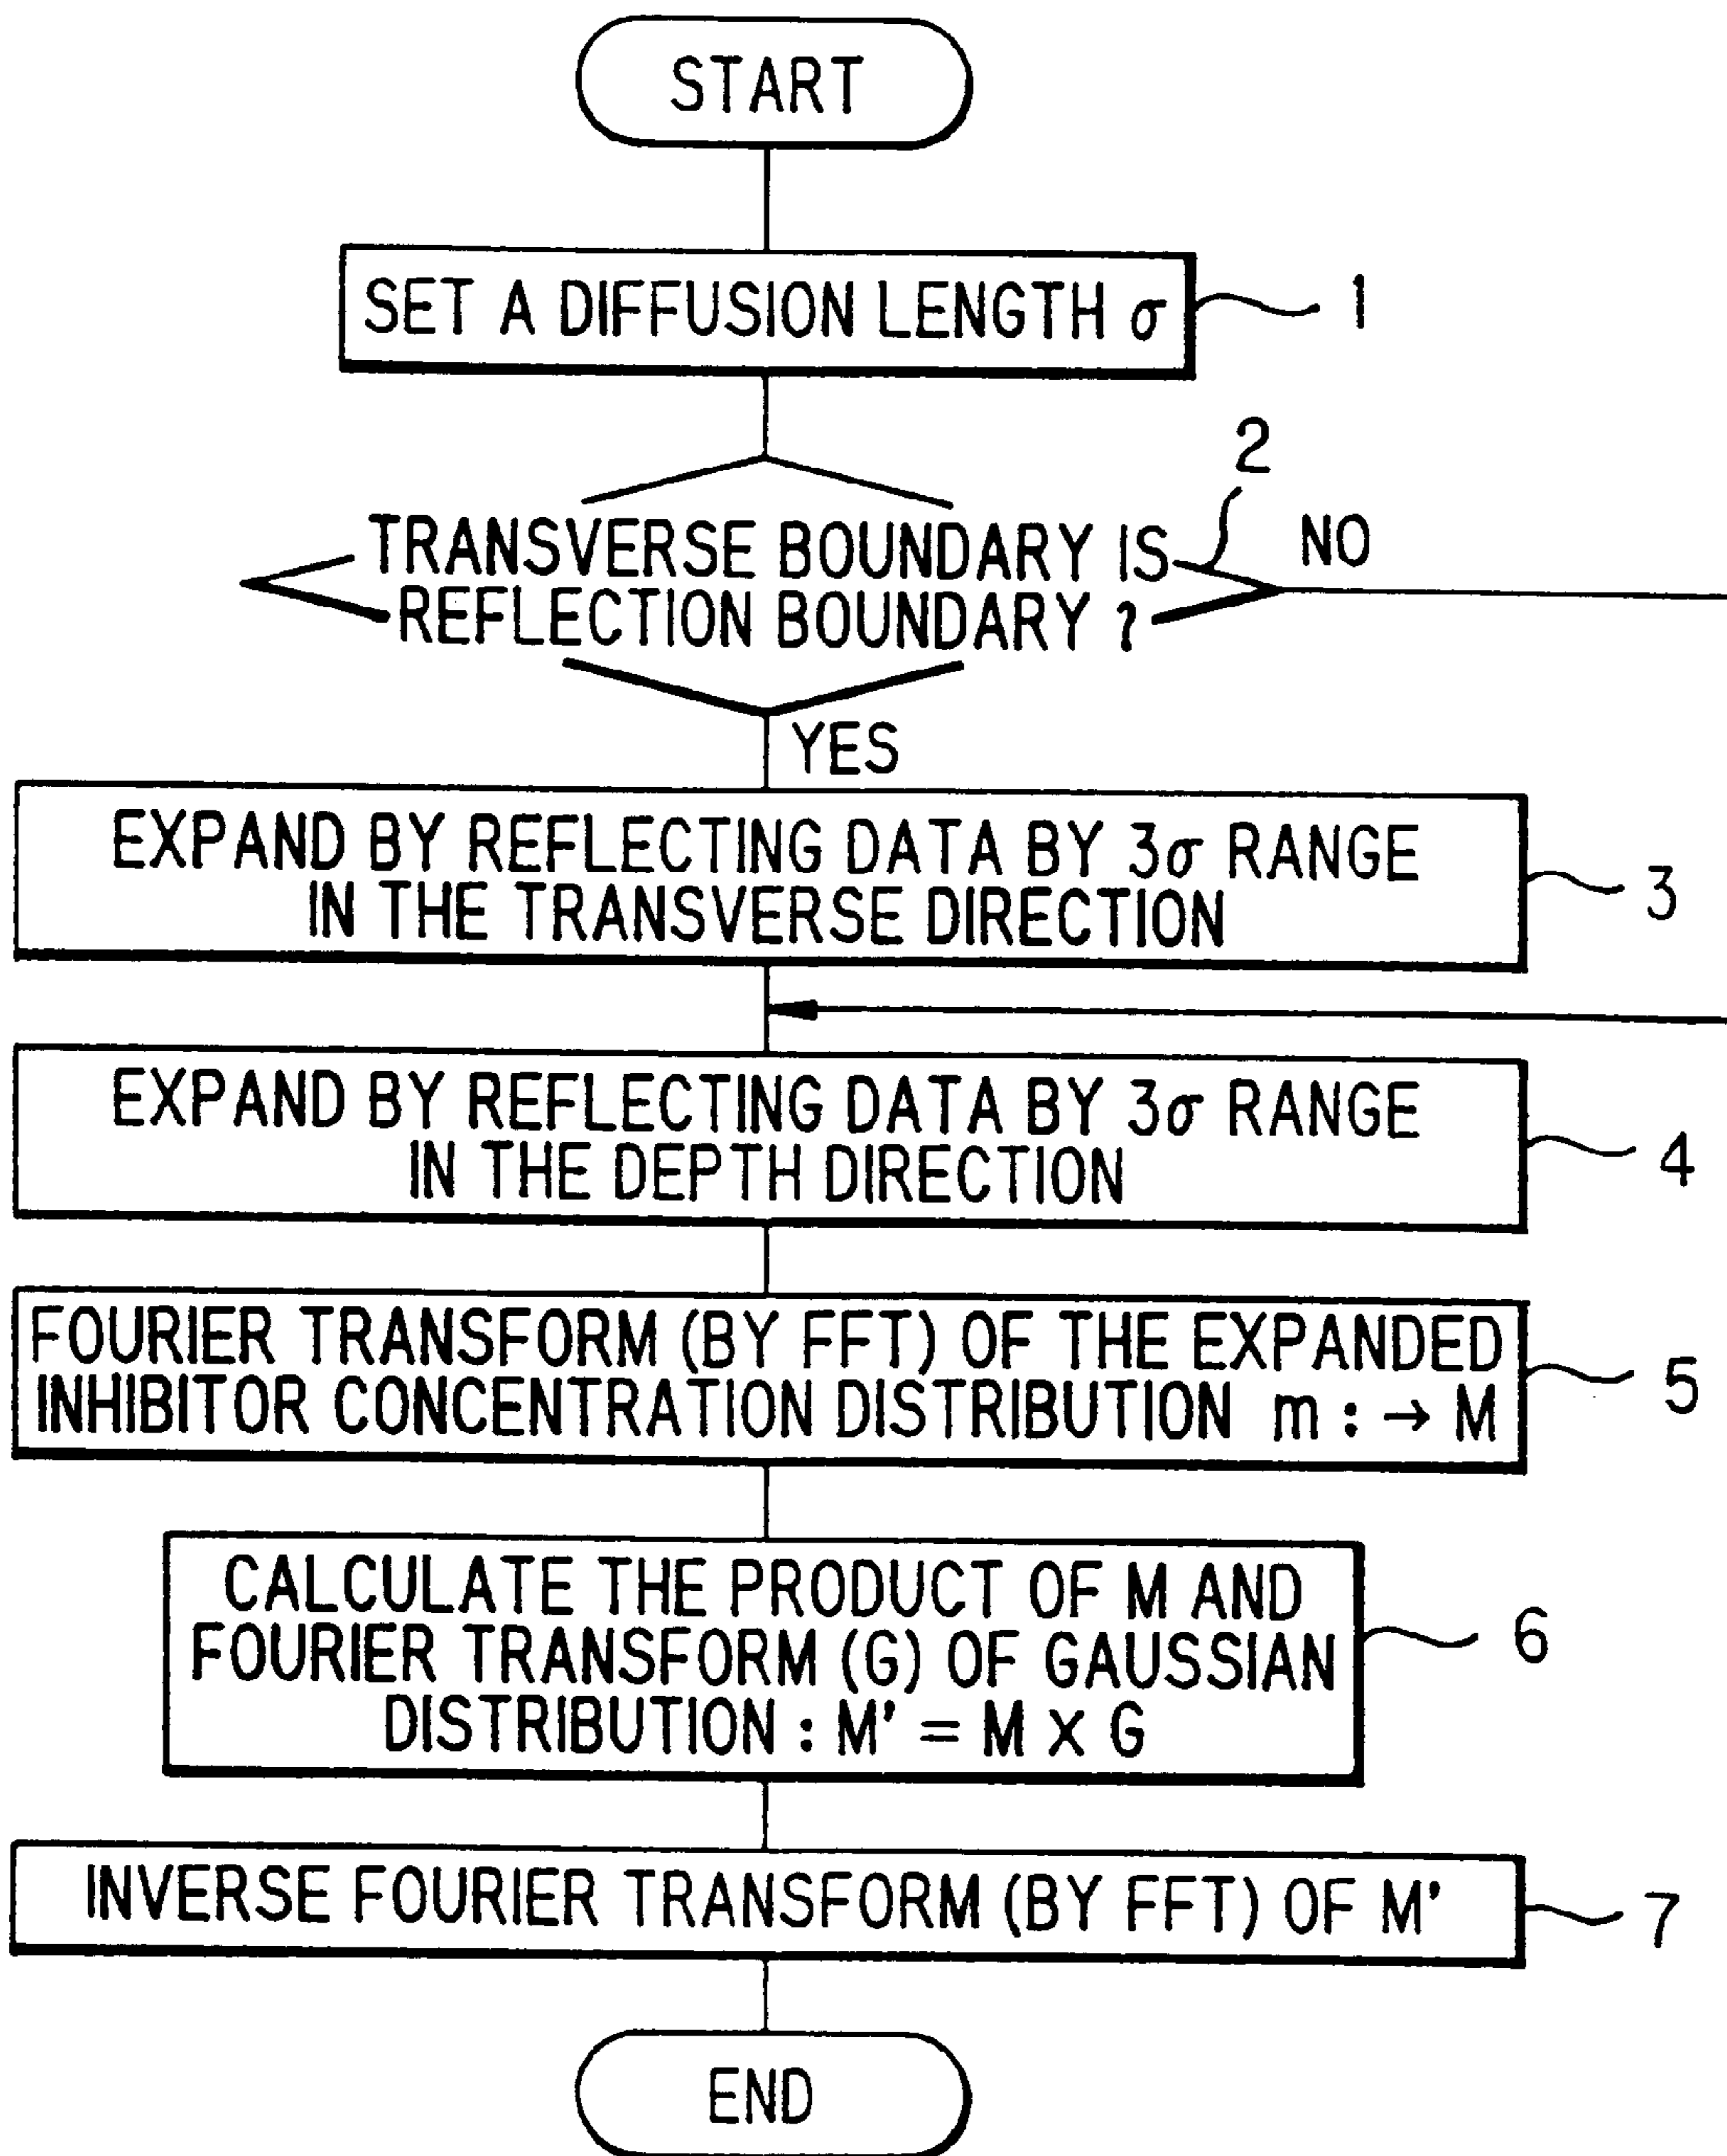 START
SET A DIFFUSION LENGTH σ
1
2
TRANSVERSE BOUNDARY IS
NO
REFLECTION BOUNDARY ?
YES
EXPAND BY REFLECTING DATA BY 3σ RANGE
IN THE TRANSVERSE DIRECTION
3
EXPAND BY REFLECTING DATA BY 3σ RANGE
IN THE DEPTH DIRECTION
4
FOURIER TRANSFORM (BY FFT) OF THE EXPANDED
INHIBITOR CONCENTRATION DISTRIBUTION m : → M
5
CALCULATE THE PRODUCT OF M AND
FOURIER TRANSFORM (G) OF GAUSSIAN
DISTRIBUTION : M' = M x G
6
INVERSE FOURIER TRANSFORM (BY FFT) OF M'
7
END